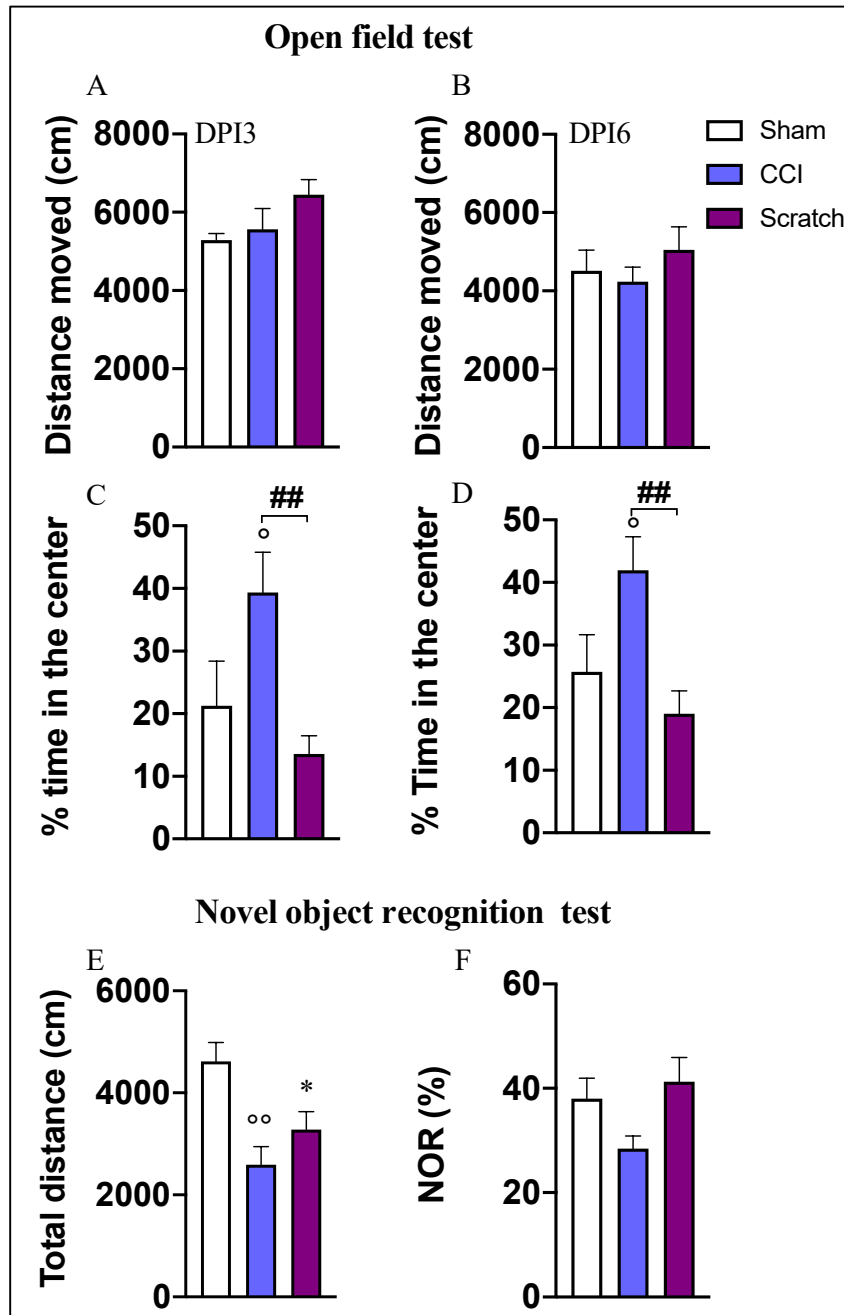 Open field test
A
B
8000
6000
4000
2000
0
Distance moved (cm)
DPI3
8000
6000
4000
2000
0
Distance moved (cm)
DPI6
Sham
CCI
Scratch
C
##
°
50
40
30
20
10
0
% time in the center
D
##
°
50
40
30
20
10
0
% Time in the center
Novel object recognition test
E
6000
4000
2000
0
Total distance (cm)
°°
*
F
60
40
20
0
NOR (%)